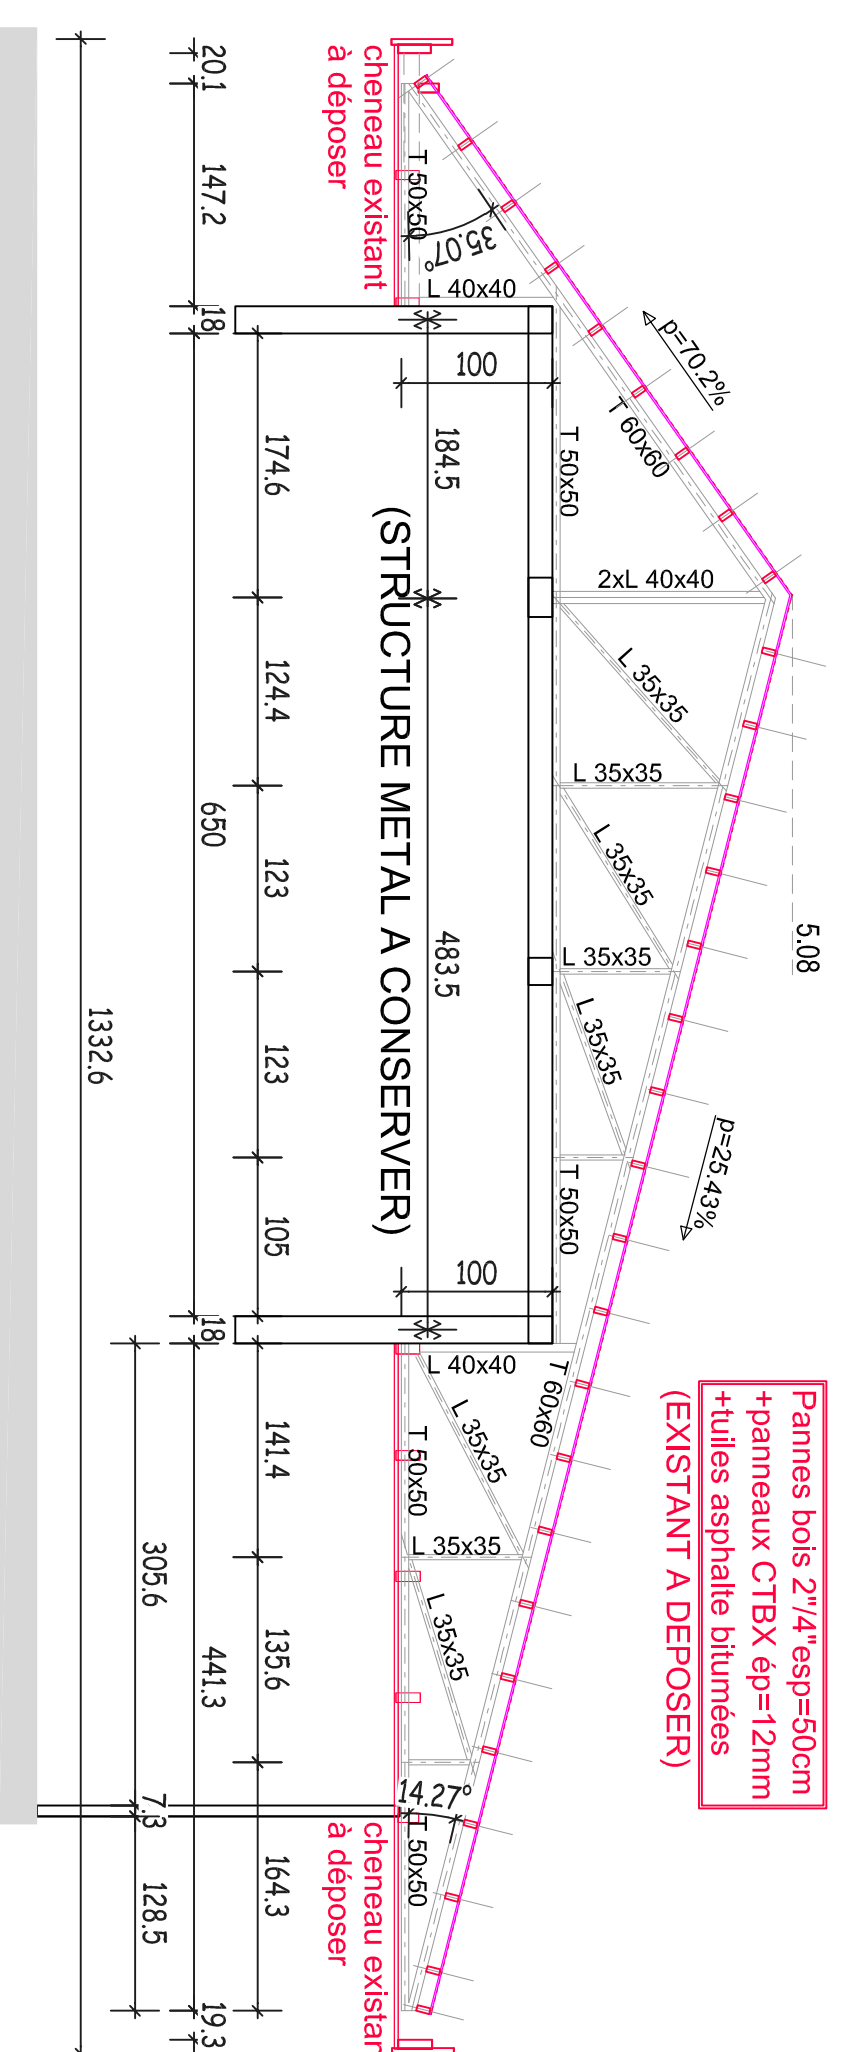 Pannes bois 2"/4"esp=50cm
+panneaux CTBX ép=12mm
+tuiles asphalte bitumées
(EXISTANT A DEPOSER)
5.08
p=70.2%
p=25.43%
T 60x60
2xL 40x40
L 35x35
L 35x35
L 35x35
L 35x35
L 35x35
T 50x50
T 50x50
T 60x60
L 40x40
35.07°
T 50x50
100
100
184.5
483.5
(STRUCTURE METAL A CONSERVER)
L 40x40
L 35x35
T 50x50
L 35x35
L 35x35
14.27°
T 50x50
cheneau existant
à déposer
cheneau existan
à déposer
174.6
124.4
123
123
105
141.4
135.6
164.3
20.1
147.2
18
650
18
441.3
19.3
305.6
7.3
128.5
1332.6